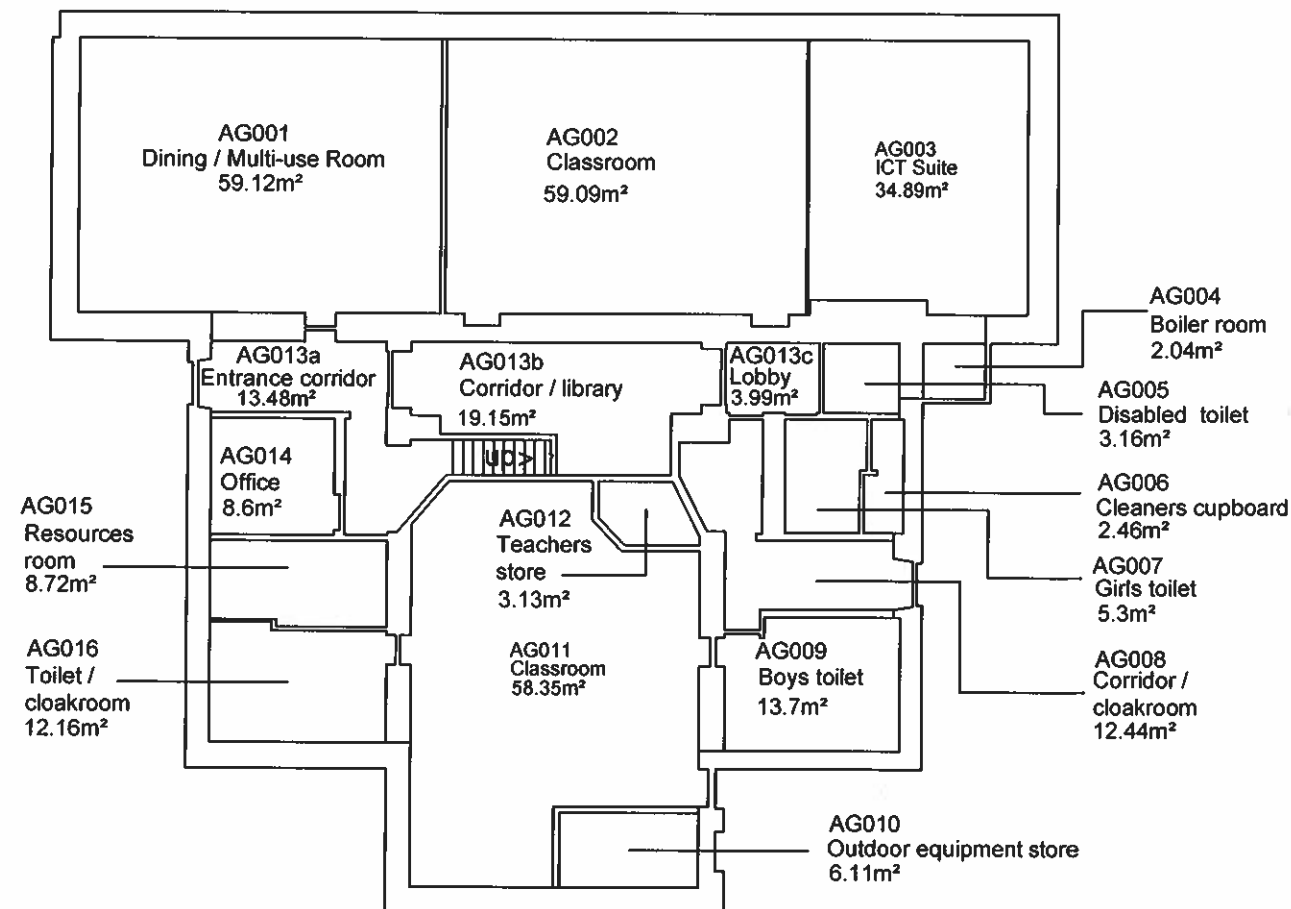 AG001
Dining / Multi-use Room
59.12m²
AG002
Classroom
59.09m²
AG003
ICT Suite
34.89m²
AG004
Boiler room
2.04m²
AG013a
Entrance corridor
13.48m²
AG013b
Corridor / library
19.15m²
AG013c
Lobby
3.99m²
AG005
Disabled toilet
3.16m²
AG014
Office
8.6m²
UP
AG006
Cleaners cupboard
2.46m²
AG015
Resources
room
8.72m²
AG012
Teachers
store
3.13m²
AG007
Girls toilet
5.3m²
AG016
Toilet /
cloakroom
12.16m²
AG011
Classroom
58.35m²
AG009
Boys toilet
13.7m²
AG008
Corridor /
cloakroom
12.44m²
AG010
Outdoor equipment store
6.11m²